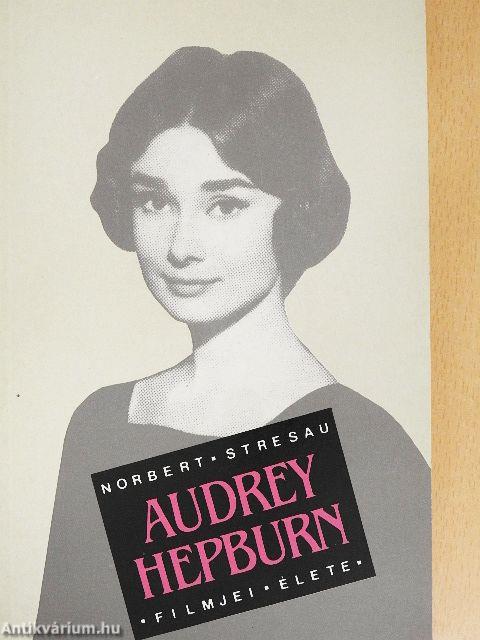 NORBERT ▪ STRESAU
AUDREY
HEPBURN
▪ FILMJEI ▪ ÉLETE ▪
Antikvárium.hu